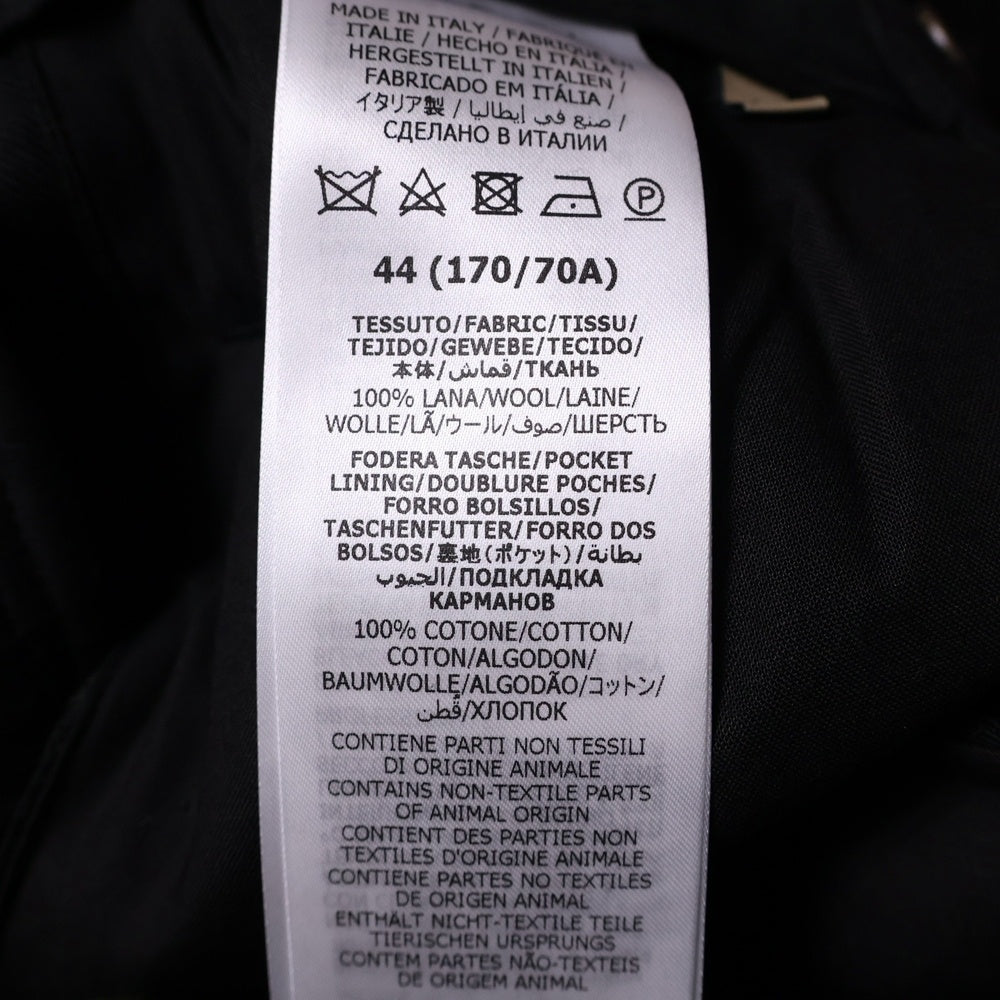 MADE IN ITALY / FABRIQUÉ EN
ITALIE / HECHO EN ITALIA /
HERGESTELLT IN ITALIEN /
FABRICADO EM ITÁLIA /
イタリア製 / صنع في إيطاليا /
СДЕЛАНО В ИТАЛИИ
P
44 (170/70A)
TESSUTO/FABRIC/TISSU/
TEJIDO/GEWEBE/TECIDO/
本体/قماش/ТКАНЬ
100% LANA/WOOL/LAINE/
WOLLE/LÃ/ウール/صوف/ШЕРСТЬ
FODERA TASCHE/POCKET
LINING/DOUBLURE POCHES/
FORRO BOLSILLOS/
TASCHENFUTTER/FORRO DOS
BOLSOS/裏地(ポケット)/بطانة
الجيوب/ПОДКЛАДКА
КАРМАНОВ
100% COTONE/COTTON/
COTON/ALGODON/
BAUMWOLLE/ALGODÃO/コットン/
قُطن/ХЛОПОК
CONTIENE PARTI NON TESSILI
DI ORIGINE ANIMALE
CONTAINS NON-TEXTILE PARTS
OF ANIMAL ORIGIN
CONTIENT DES PARTIES NON
TEXTILES D'ORIGINE ANIMALE
CONTIENE PARTES NO TEXTILES
DE ORIGEN ANIMAL
ENTHÄLT NICHT-TEXTILE TEILE
TIERISCHEN URSPRUNGS
CONTEM PARTES NÃO-TEXTEIS
DE ORIGEM ANIMAL